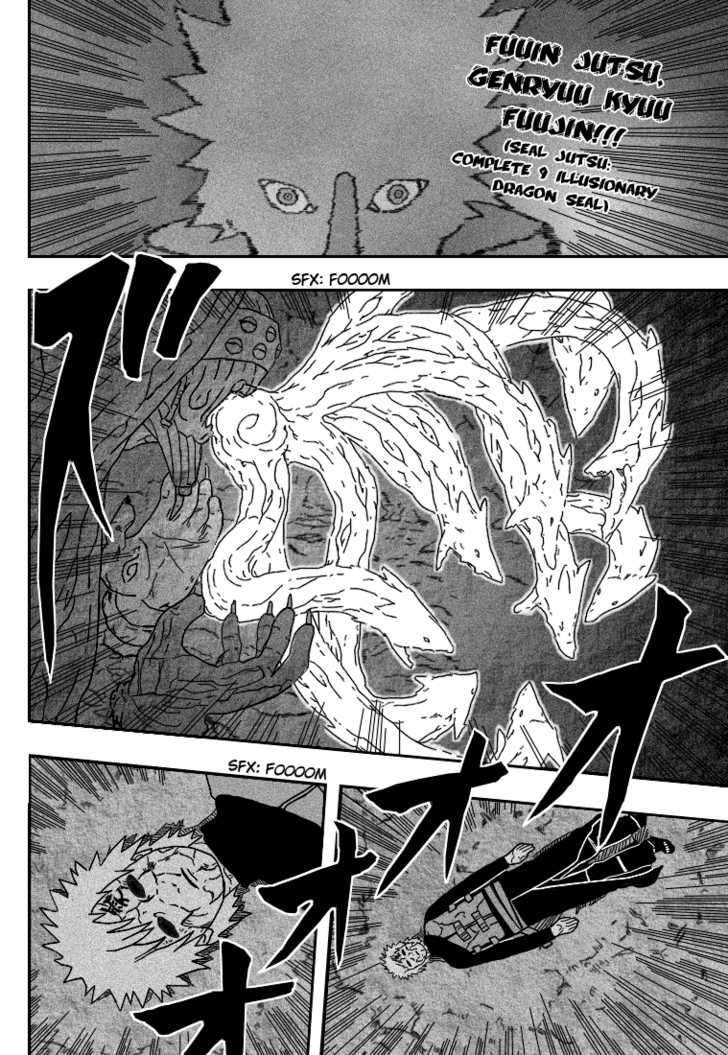 FUUIN JUTSU,
GENRYUU KYUU
FUUJIN!!!
(SEAL JUTSU:
COMPLETE 9 ILLUSIONARY
DRAGON SEAL)
SFX: FOOOOM
ズ
SFX: FOOOOM
オ
オ
オ
オ